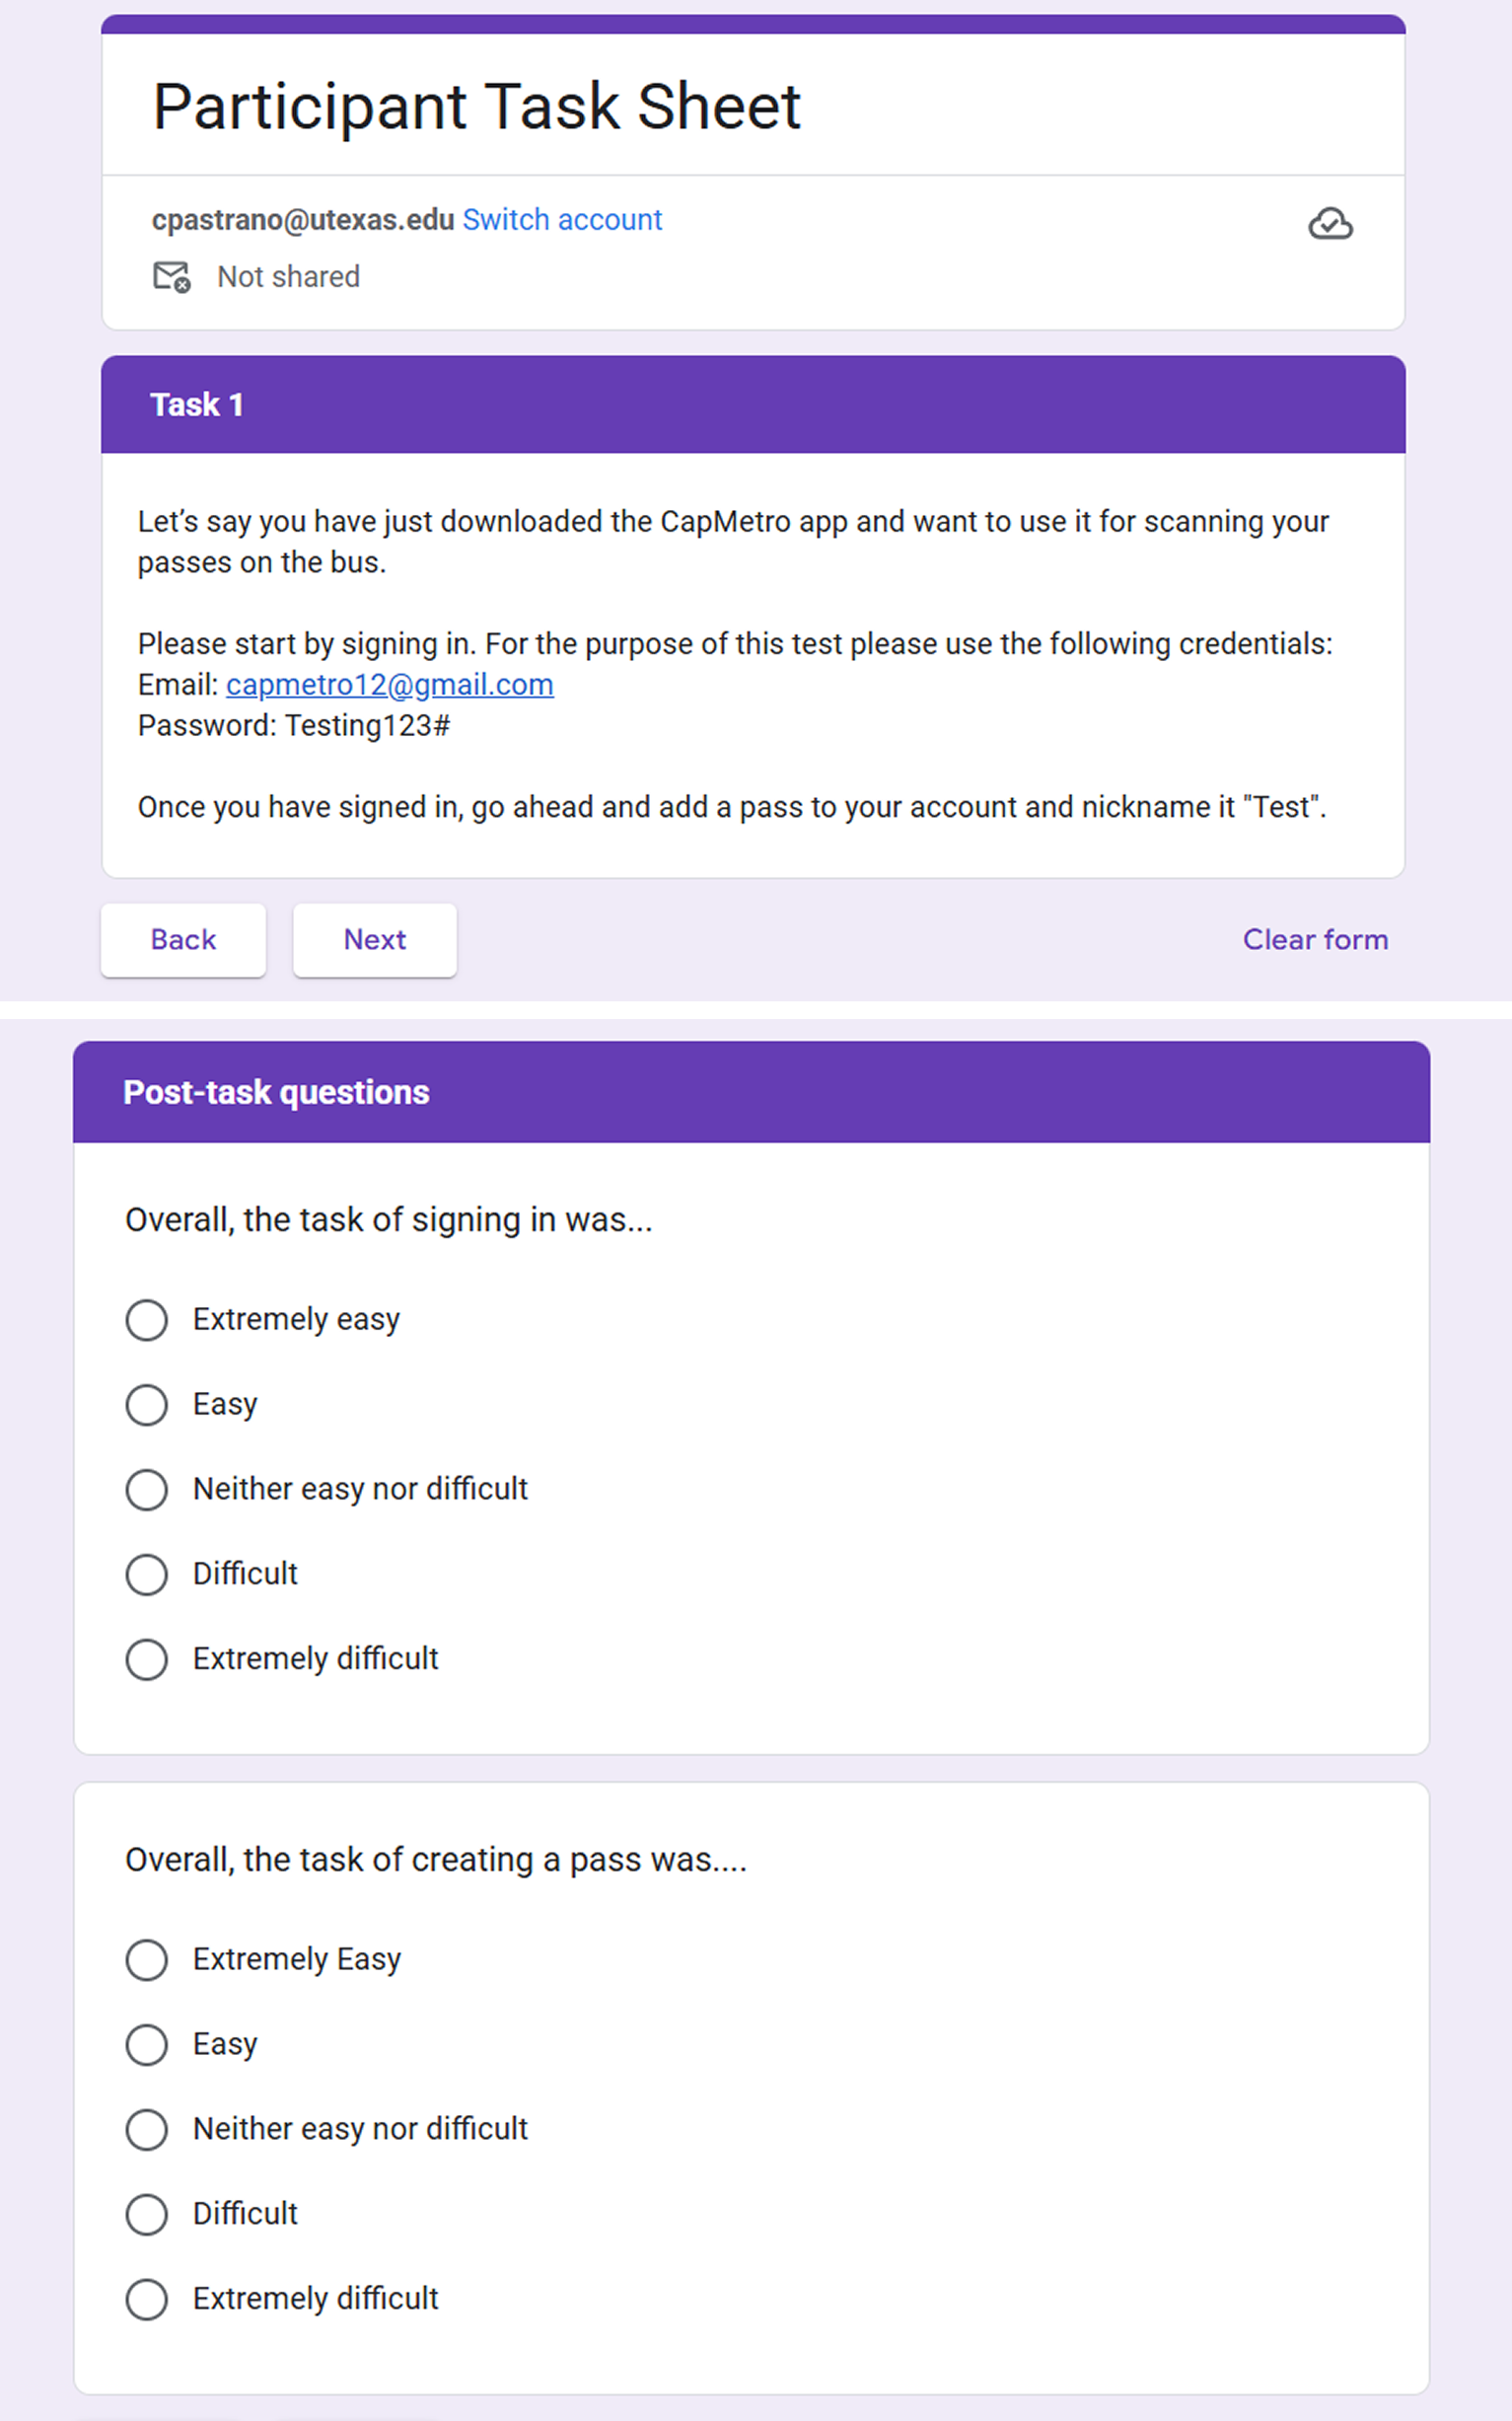 Participant Task Sheet
cpastrano@utexas.edu Switch account
Not shared
Task 1
Let’s say you have just downloaded the CapMetro app and want to use it for scanning your
passes on the bus.
Please start by signing in. For the purpose of this test please use the following credentials:
Email: capmetro12@gmail.com
Password: Testing123#
Once you have signed in, go ahead and add a pass to your account and nickname it "Test".
Back Next Clear form
Post-task questions
Overall, the task of signing in was...
Extremely easy
Easy
Neither easy nor difficult
Difficult
Extremely difficult
Overall, the task of creating a pass was....
Extremely Easy
Easy
Neither easy nor difficult
Difficult
Extremely difficult